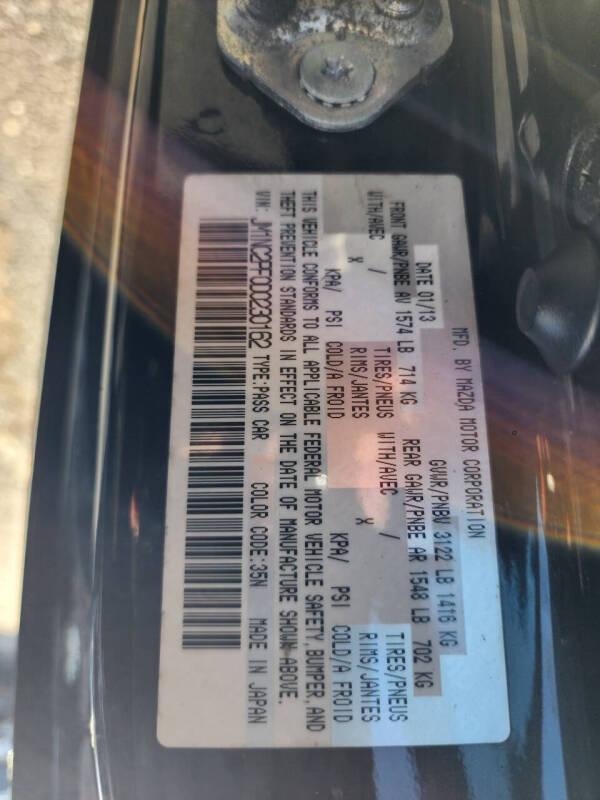 MFD. BY MAZDA MOTOR CORPORATION
DATE 01/13 GVWR/PNBV 3122 LB 1416 KG
FRONT GAWR/PNBE AV 1574 LB 714 KG REAR GAWR/PNBE AR 1548 LB 702 KG
WITH/AVEC / TIRES/PNEUS WITH/AVEC / TIRES/PNEUS
X RIMS/JANTES X RIMS/JANTES
KPA/ PSI COLD/A FROID KPA/ PSI COLD/A FROID
THIS VEHICLE CONFORMS TO ALL APPLICABLE FEDERAL MOTOR VEHICLE SAFETY, BUMPER, AND
THEFT PREVENTION STANDARDS IN EFFECT ON THE DATE OF MANUFACTURE SHOWN ABOVE.
VIN: JM1NC2PF0D0230162 TYPE:PASS CAR COLOR CODE:35N MADE IN JAPAN